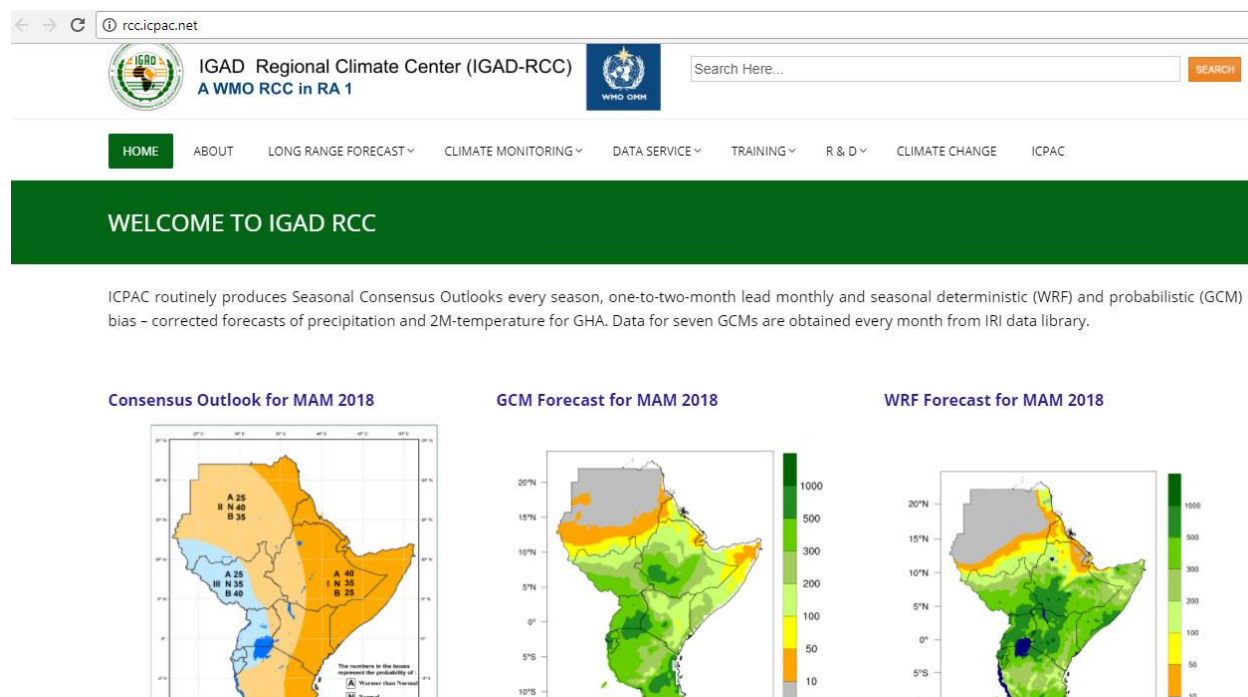 rcc.icpac.net
IGAD
IGAD Regional Climate Center (IGAD-RCC)
A WMO RCC in RA 1
WMO OMM
Search Here...
SEARCH
HOME ABOUT LONG RANGE FORECAST CLIMATE MONITORING DATA SERVICE TRAINING R & D CLIMATE CHANGE ICPAC
WELCOME TO IGAD RCC
ICPAC routinely produces Seasonal Consensus Outlooks every season, one-to-two-month lead monthly and seasonal deterministic (WRF) and probabilistic (GCM)
bias – corrected forecasts of precipitation and 2M-temperature for GHA. Data for seven GCMs are obtained every month from IRI data library.
Consensus Outlook for MAM 2018
A 25
II N 40
B 35
A 25
III N 35
B 40
A 40
I N 35
B 25
The numbers in the boxes
represent the probability of :
A Warmer than Normal
N Normal
GCM Forecast for MAM 2018
20°N
15°N
10°N
5°N
0°
5°S
10°S
1000
500
300
200
100
50
10
WRF Forecast for MAM 2018
20°N
15°N
10°N
5°N
0°
5°S
1000
500
300
200
100
50
10